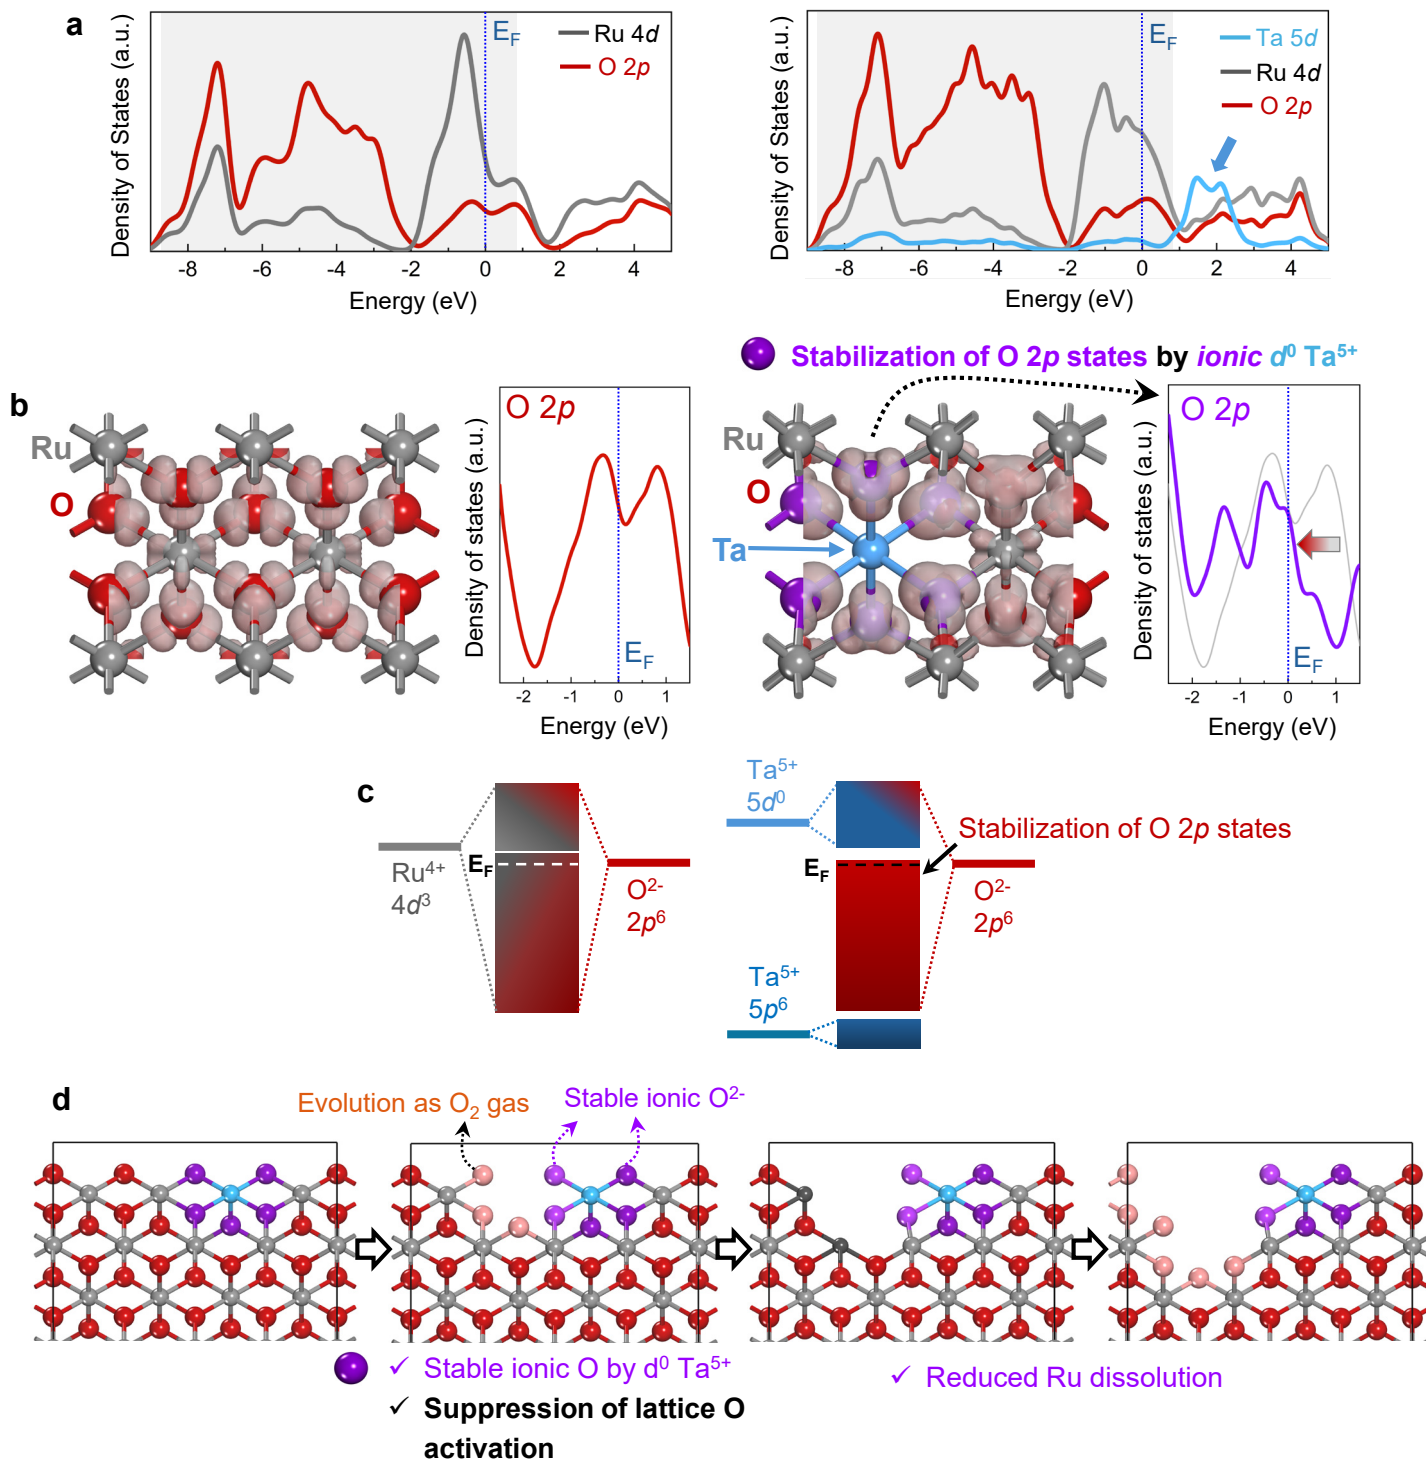 a
Density of States (a.u.)
E_F
Ru 4d
O 2p
-8 -6 -4 -2 0 2 4
Energy (eV)
Density of States (a.u.)
E_F
Ta 5d
Ru 4d
O 2p
-8 -6 -4 -2 0 2 4
Energy (eV)
Stabilization of O 2p states by ionic d⁰ Ta⁵⁺
b
Ru
O
Density of states (a.u.)
O 2p
E_F
-2 -1 0 1
Energy (eV)
Ru
O
Ta
Density of states (a.u.)
O 2p
E_F
-2 -1 0 1
Energy (eV)
c
Ru⁴⁺
4d³
E_F
O²⁻
2p⁶
Ta⁵⁺
5d⁰
Stabilization of O 2p states
E_F
O²⁻
2p⁶
Ta⁵⁺
5p⁶
d
Evolution as O₂ gas
Stable ionic O²⁻
✓ Stable ionic O by d⁰ Ta⁵⁺
✓ Suppression of lattice O
activation
✓ Reduced Ru dissolution